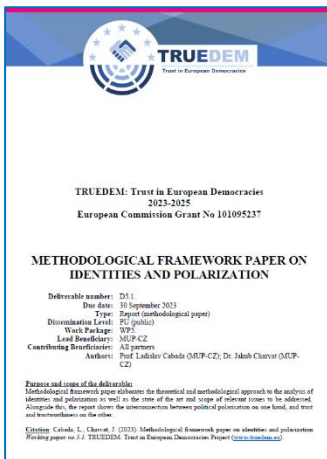 TRUEDEM
Trust in European Democracies
TRUEDEM: Trust in European Democracies
2023-2025
European Commission Grant No 101095237
METHODOLOGICAL FRAMEWORK PAPER ON
IDENTITIES AND POLARIZATION
Deliverable number: D5.1.
Due date: 30 September 2023
Type: Report (methodological paper)
Dissemination Level: PU (public)
Work Package: WP5
Lead Beneficiary: MUP-CZ
Contributing Beneficiaries: All partners
Authors: Prof. Ladislav Cabada (MUP-CZ); Dr. Jakub Charvat (MUP-
CZ)
Purpose and scope of the deliverable:
Methodological framework paper elaborates the theoretical and methodological approach to the analysis of
identities and polarization as well as the state of the art and scope of relevant issues to be addressed.
Alongside this, the report shows the interconnection between political polarisation on one hand, and trust
and trustworthiness on the other.
Citation: Cabada, L., Charvat, J. (2023). Methodological framework paper on identities and polarization
Working paper no 5.1. TRUEDEM: Trust in European Democracies Project (www.truedem.eu).